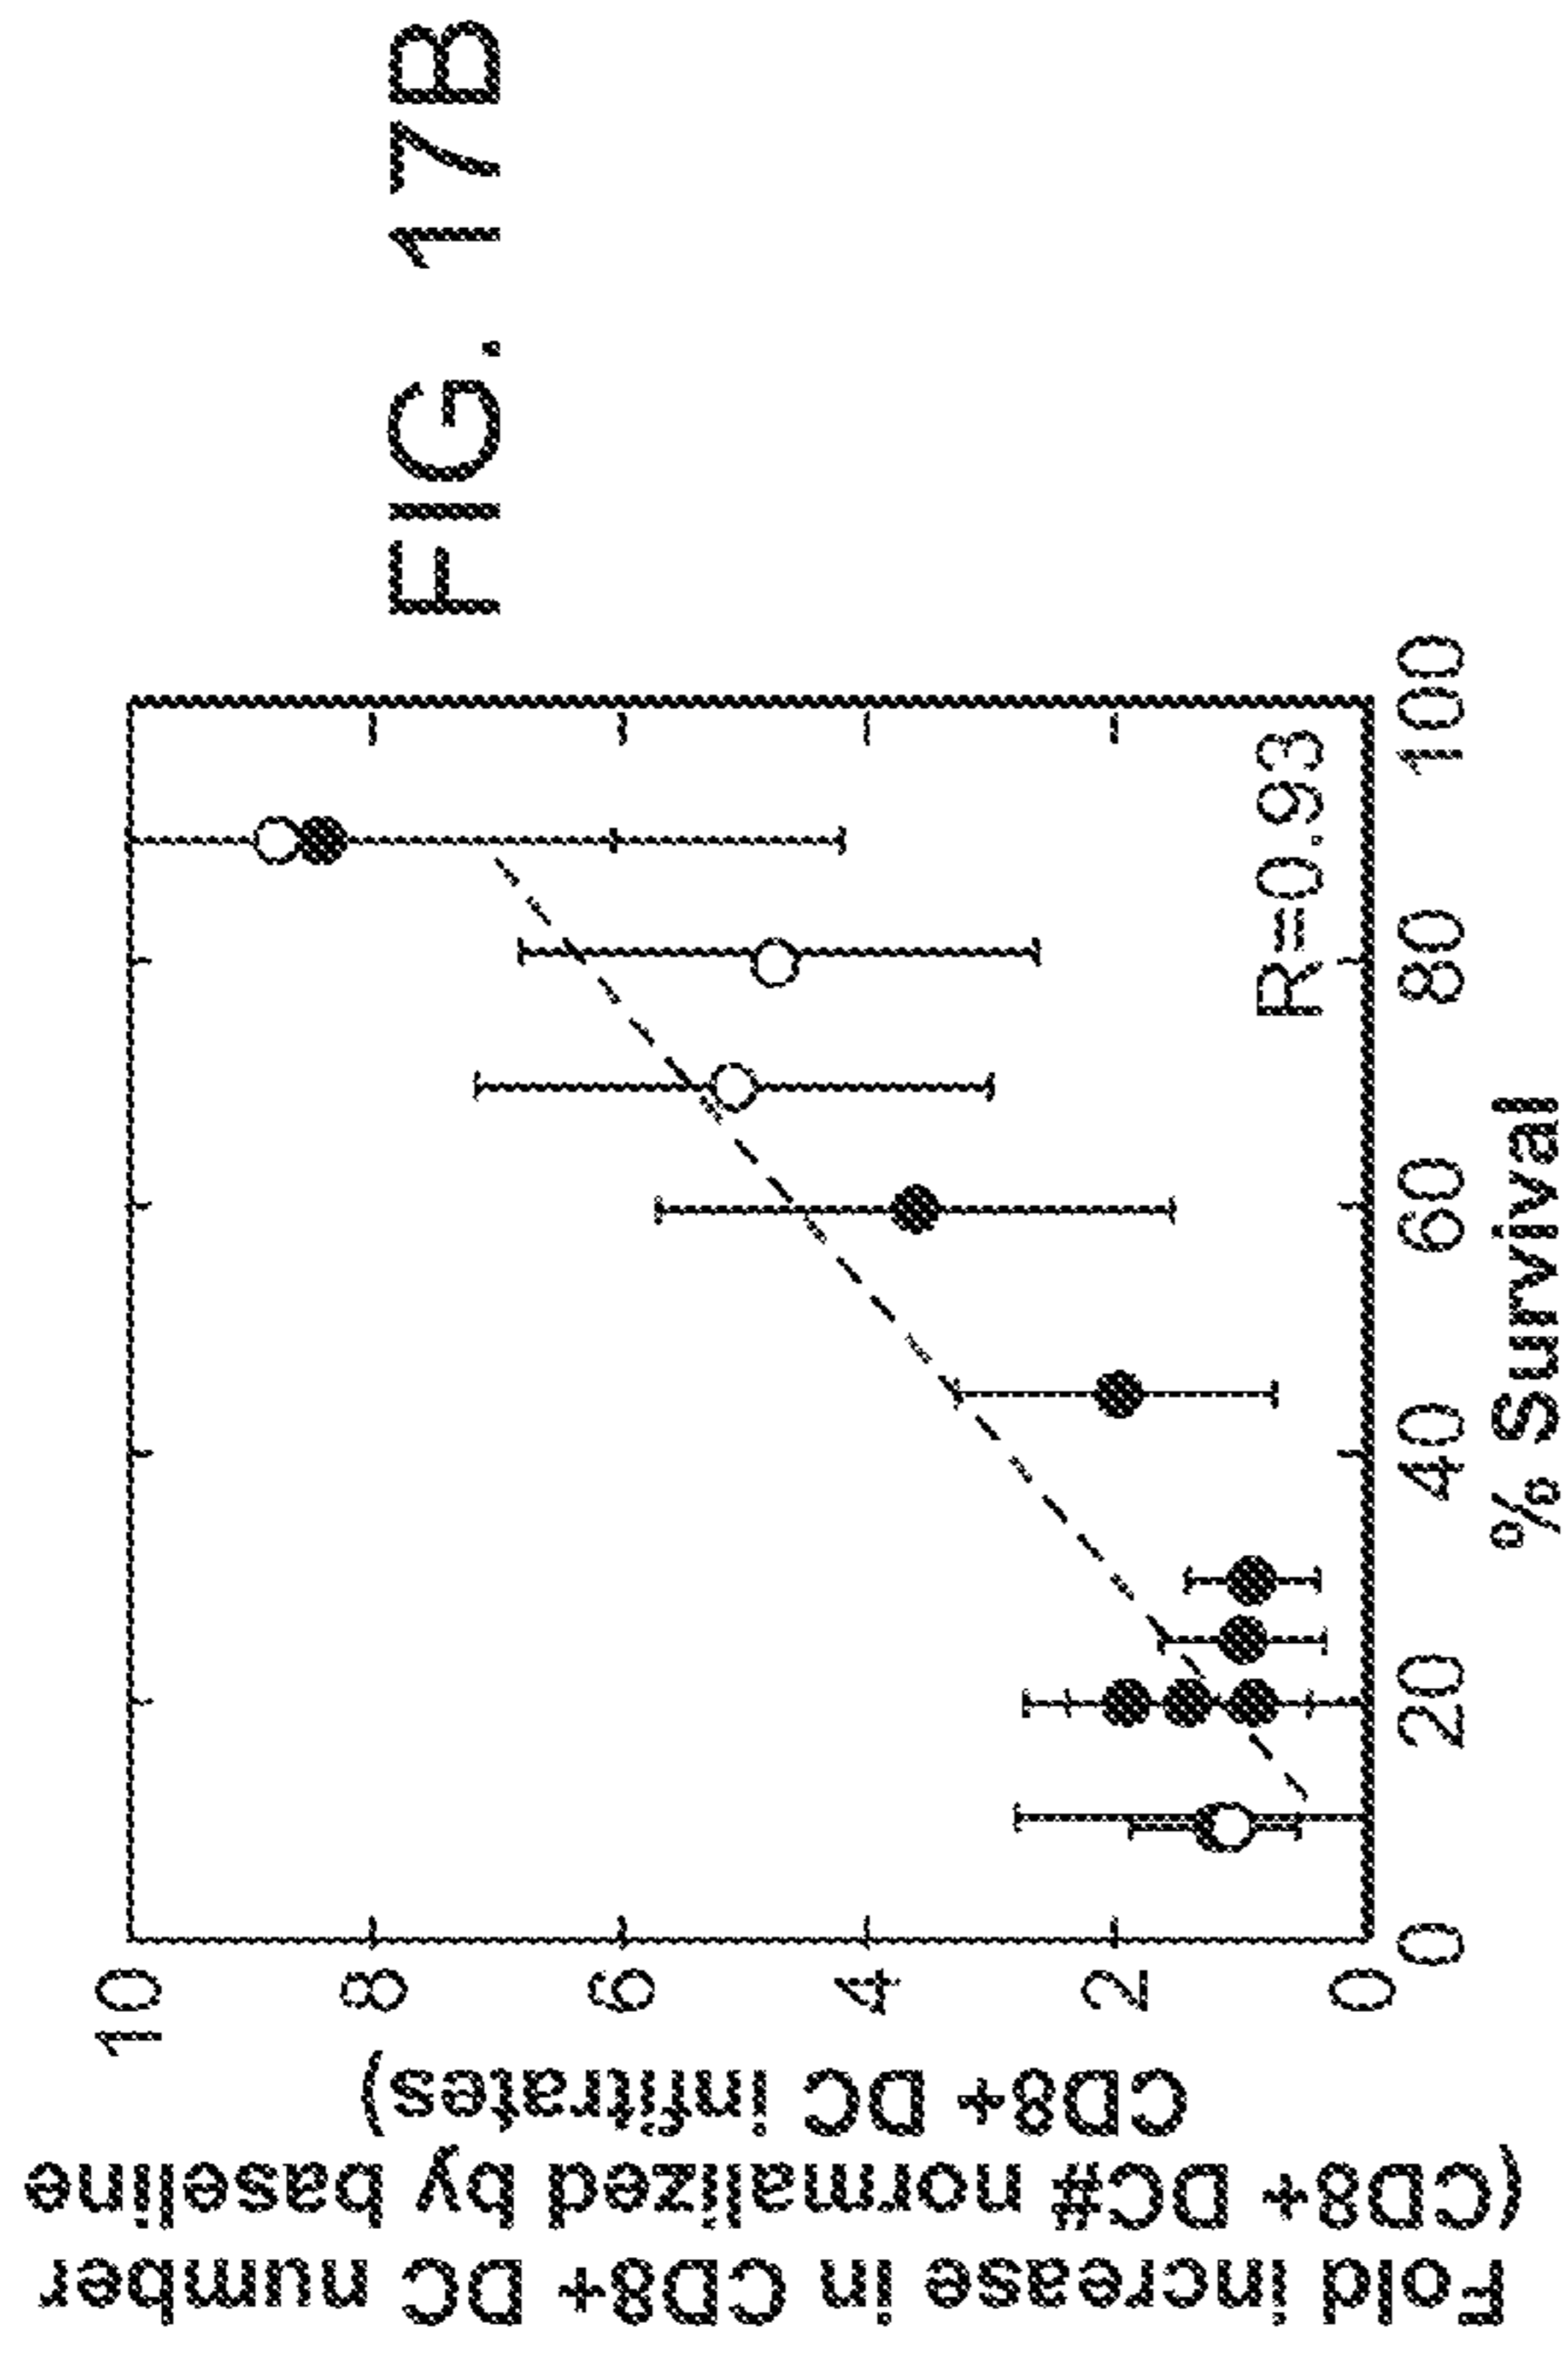 FIG. 17B
Fold increase in CD8+ DC number
(CD8+ DC# normalized by baseline
CD8+ DC infitrates)
10
8
6
4
2
0
R=0.93
0 20 40 60 80 100
% Survival